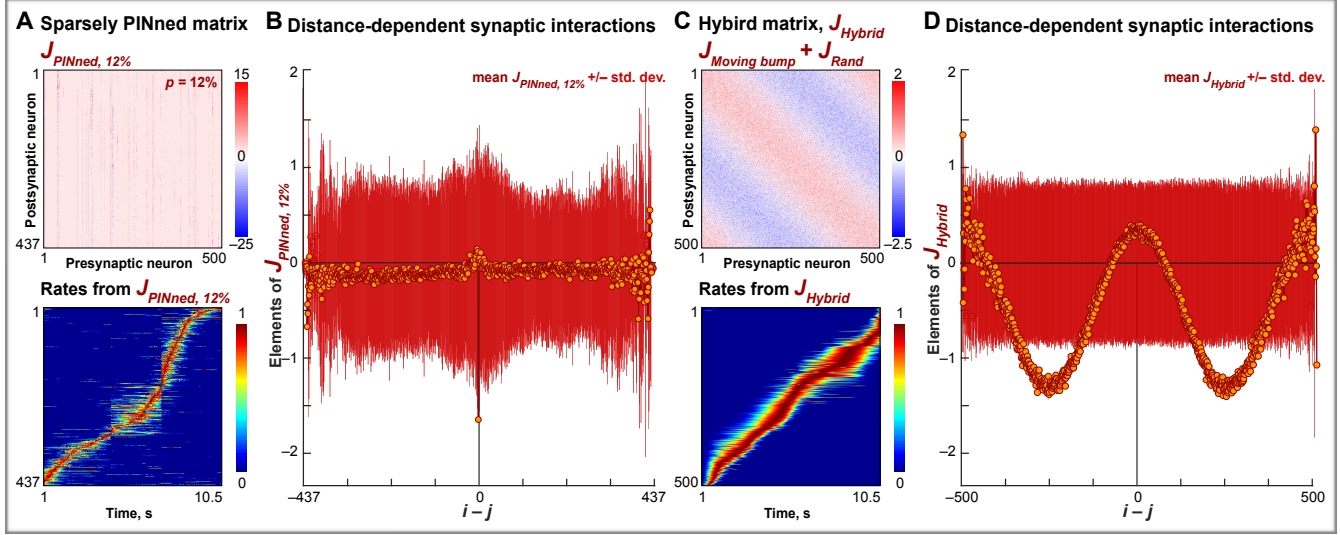 A Sparsely PINned matrix
J PINned, 12%
1
p = 12%
15
0
−25
Postsynaptic neuron
437
1
500
Presynaptic neuron
Rates from J PINned, 12%
1
437
1
10.5
Time, s
1
0
0
B Distance-dependent synaptic interactions
mean J PINned, 12% +/− std. dev.
2
1
0
−1
−2
Elements of J PINned, 12%
−437
0
437
i – j
C Hybird matrix, J Hybrid
J Moving bump + J Rand
1
2
0
−2.5
Postsynaptic neuron
500
1
500
Presynaptic neuron
Rates from J Hybrid
1
500
1
10.5
Time, s
1
0
0
D Distance-dependent synaptic interactions
mean J Hybrid +/− std. dev.
2
1
0
−1
−2
Elements of J Hybrid
−500
0
500
i – j